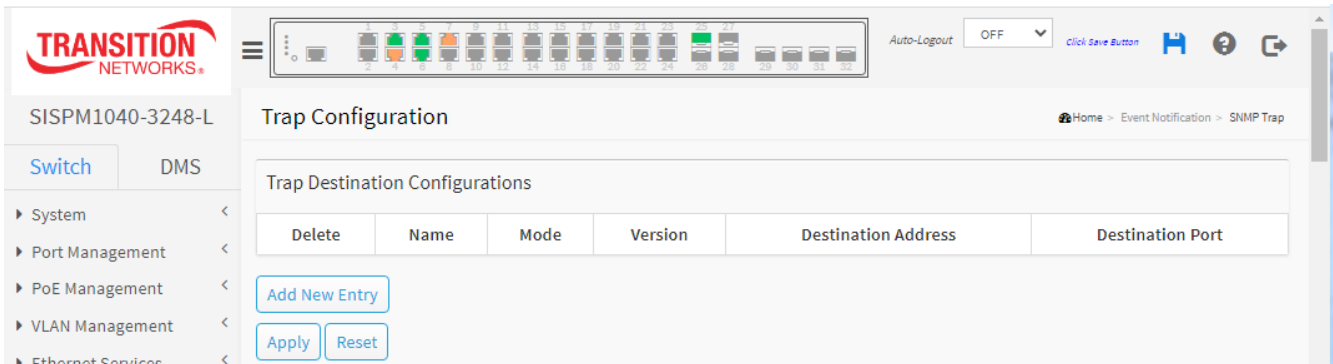 1 3 5 7 9 11 13 15 17 19 21 23 25 27
TRANSITION
NETWORKS®
Auto-Logout OFF Click Save Button
2 4 6 8 10 12 14 16 18 20 22 24 26 28 29 30 31 32
SISPM1040-3248-L
Trap Configuration
Home > Event Notification > SNMP Trap
Switch DMS
Trap Destination Configurations
System
Delete Name Mode Version Destination Address Destination Port
Port Management
PoE Management
Add New Entry
VLAN Management
Apply Reset
Ethernet Services